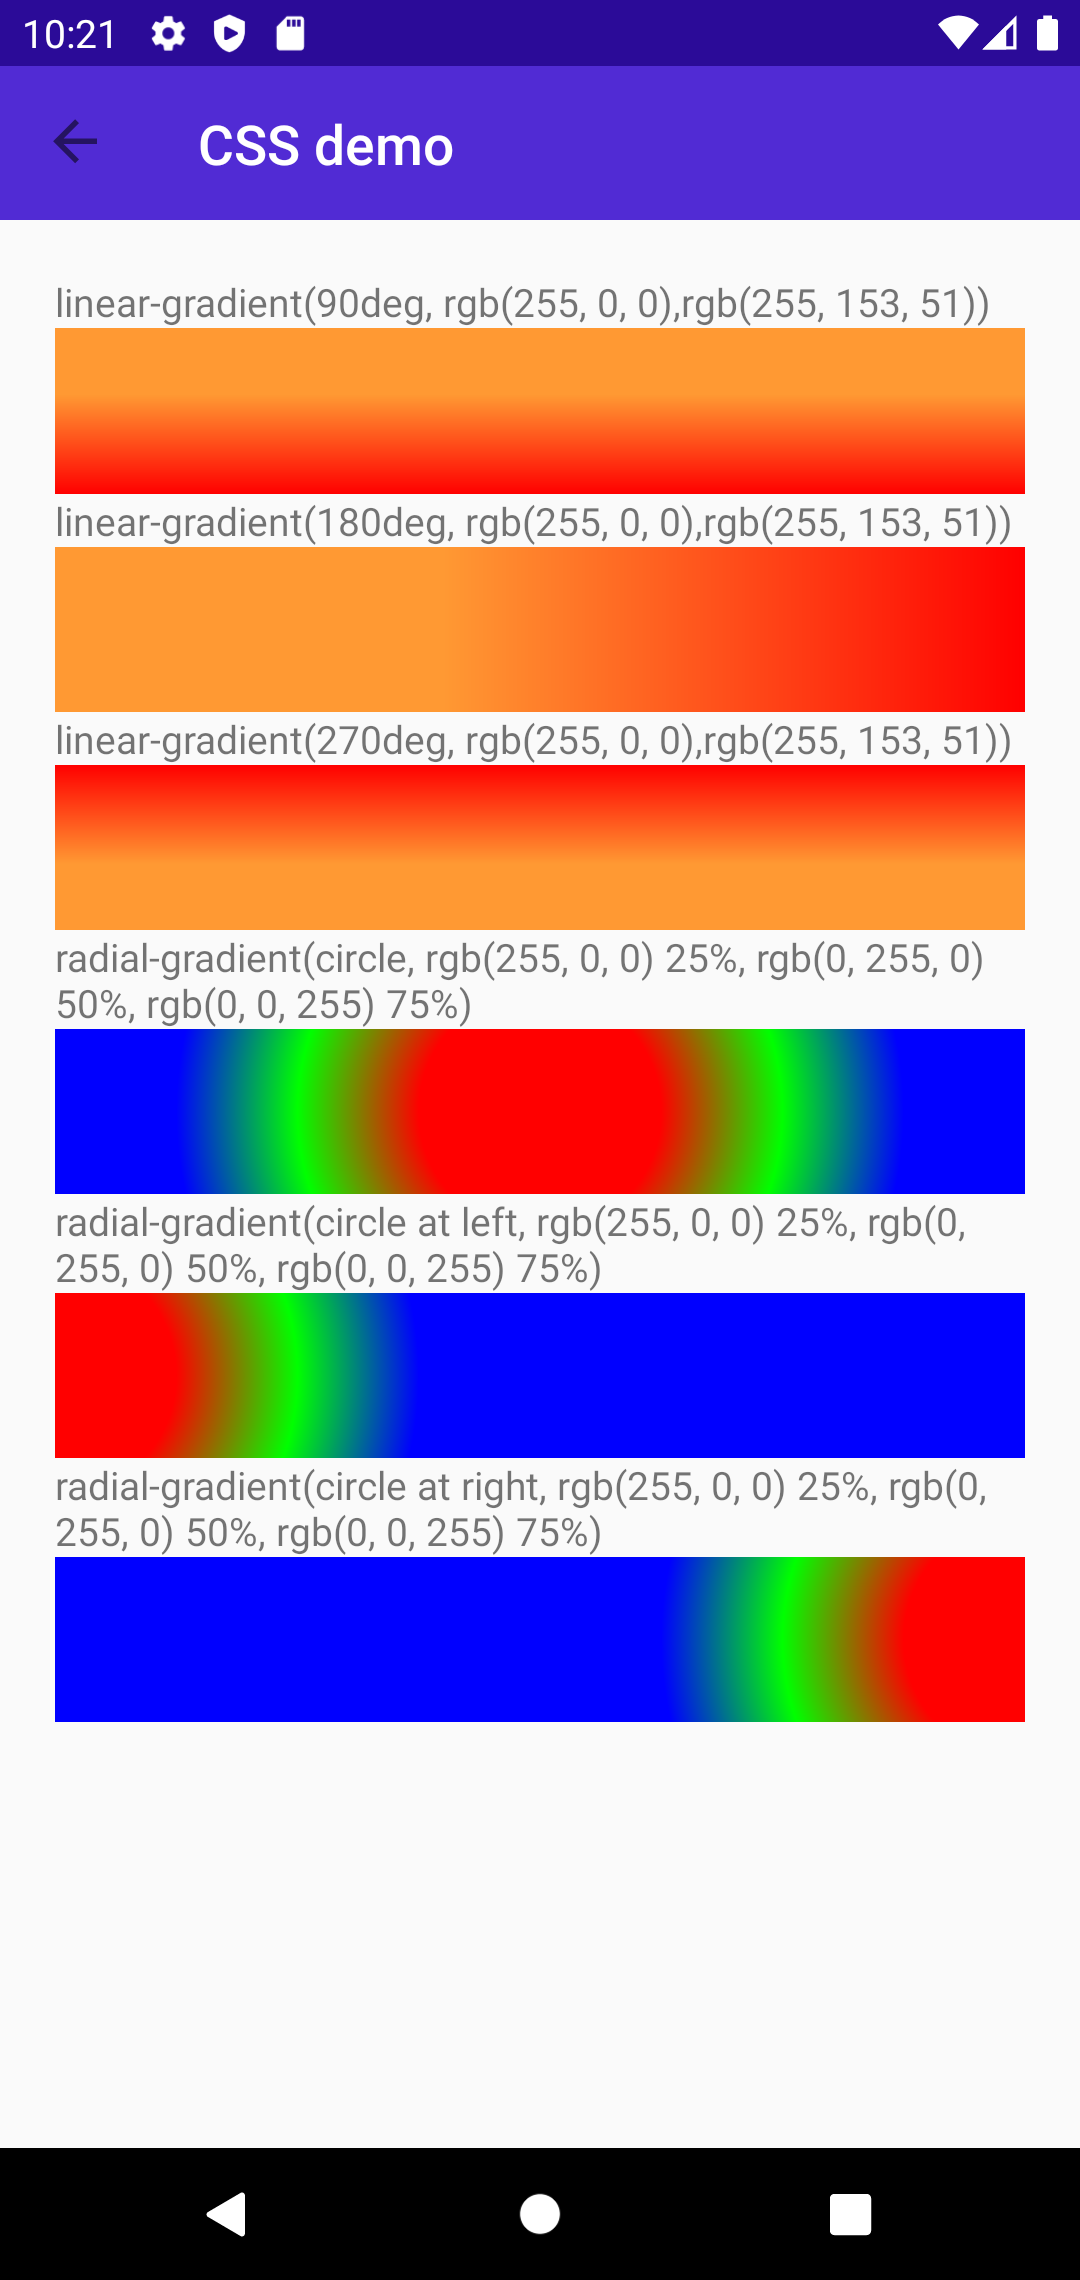 10:21
CSS demo
linear-gradient(90deg, rgb(255, 0, 0),rgb(255, 153, 51))
linear-gradient(180deg, rgb(255, 0, 0),rgb(255, 153, 51))
linear-gradient(270deg, rgb(255, 0, 0),rgb(255, 153, 51))
radial-gradient(circle, rgb(255, 0, 0) 25%, rgb(0, 255, 0)
50%, rgb(0, 0, 255) 75%)
radial-gradient(circle at left, rgb(255, 0, 0) 25%, rgb(0,
255, 0) 50%, rgb(0, 0, 255) 75%)
radial-gradient(circle at right, rgb(255, 0, 0) 25%, rgb(0,
255, 0) 50%, rgb(0, 0, 255) 75%)